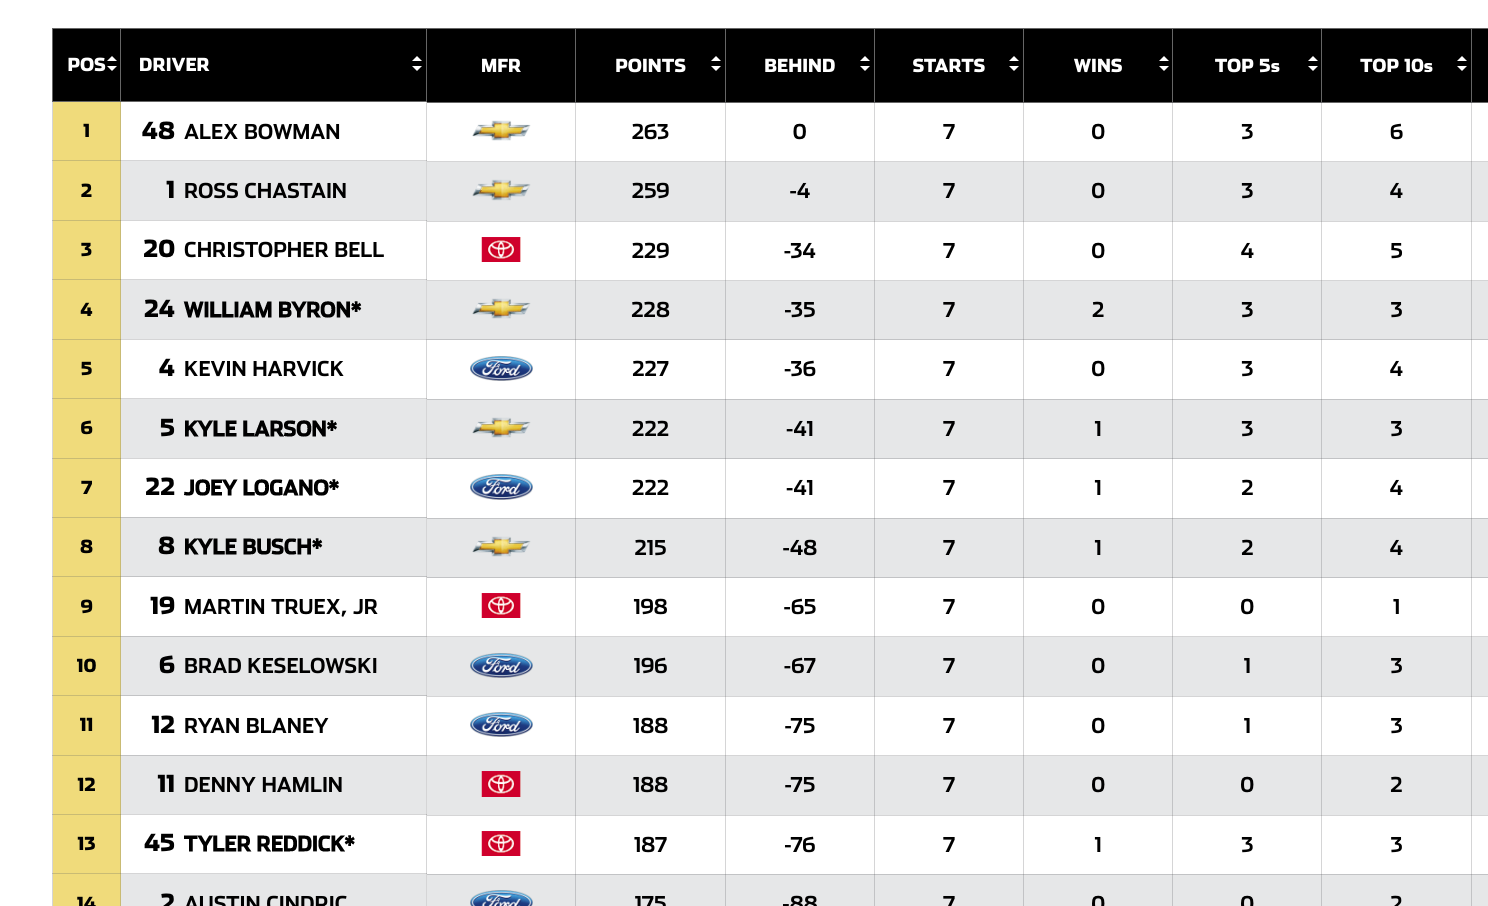 POS DRIVER MFR POINTS BEHIND STARTS WINS TOP 5s TOP 10s
1 48 ALEX BOWMAN 263 0 7 0 3 6
2 1 ROSS CHASTAIN 259 -4 7 0 3 4
3 20 CHRISTOPHER BELL 229 -34 7 0 4 5
4 24 WILLIAM BYRON* 228 -35 7 2 3 3
5 4 KEVIN HARVICK Ford 227 -36 7 0 3 4
6 5 KYLE LARSON* 222 -41 7 1 3 3
7 22 JOEY LOGANO* Ford 222 -41 7 1 2 4
8 8 KYLE BUSCH* 215 -48 7 1 2 4
9 19 MARTIN TRUEX, JR 198 -65 7 0 0 1
10 6 BRAD KESELOWSKI Ford 196 -67 7 0 1 3
11 12 RYAN BLANEY Ford 188 -75 7 0 1 3
12 11 DENNY HAMLIN 188 -75 7 0 0 2
13 45 TYLER REDDICK* 187 -76 7 1 3 3
14 2 AUSTIN CINDRIC Ford 175 -88 7 0 0 2